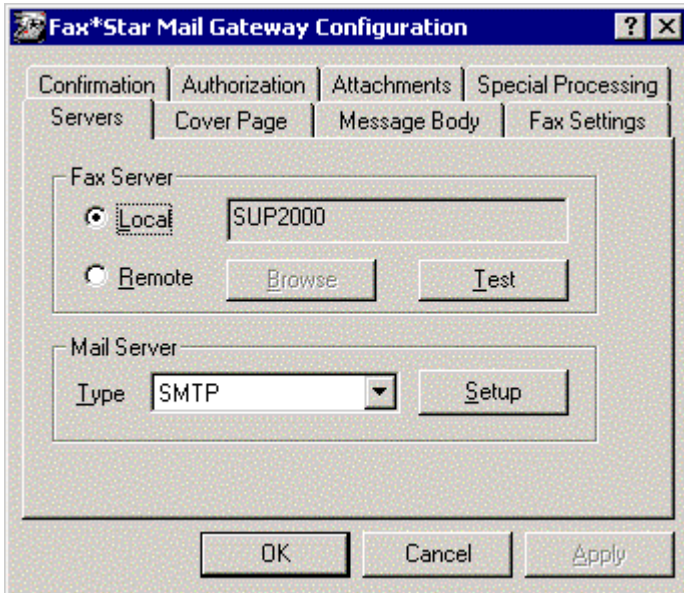 Fax*Star Mail Gateway Configuration
Confirmation Authorization Attachments Special Processing
Servers Cover Page Message Body Fax Settings
Fax Server
Local SUP2000
Remote Browse Test
Mail Server
Type SMTP Setup
OK Cancel Apply